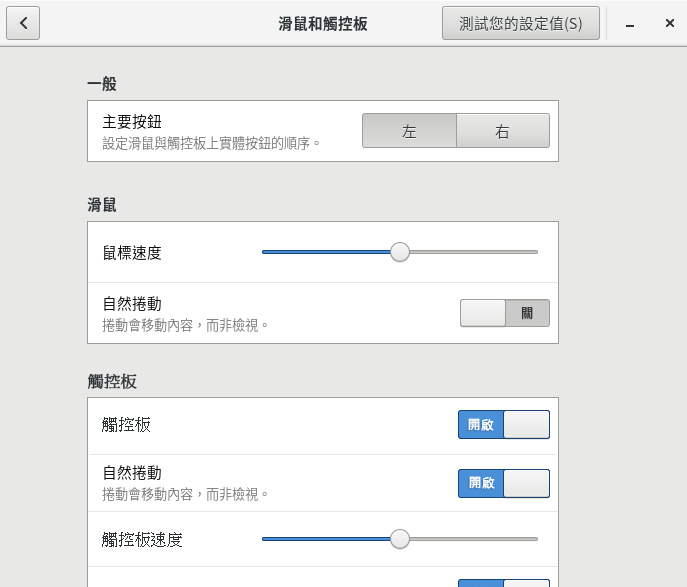 滑鼠和觸控板
測試您的設定值(S)
一般
主要按鈕
設定滑鼠與觸控板上實體按鈕的順序。
左
右
滑鼠
鼠標速度
自然捲動
捲動會移動內容，而非檢視。
關
觸控板
觸控板
開啟
自然捲動
捲動會移動內容，而非檢視。
開啟
觸控板速度